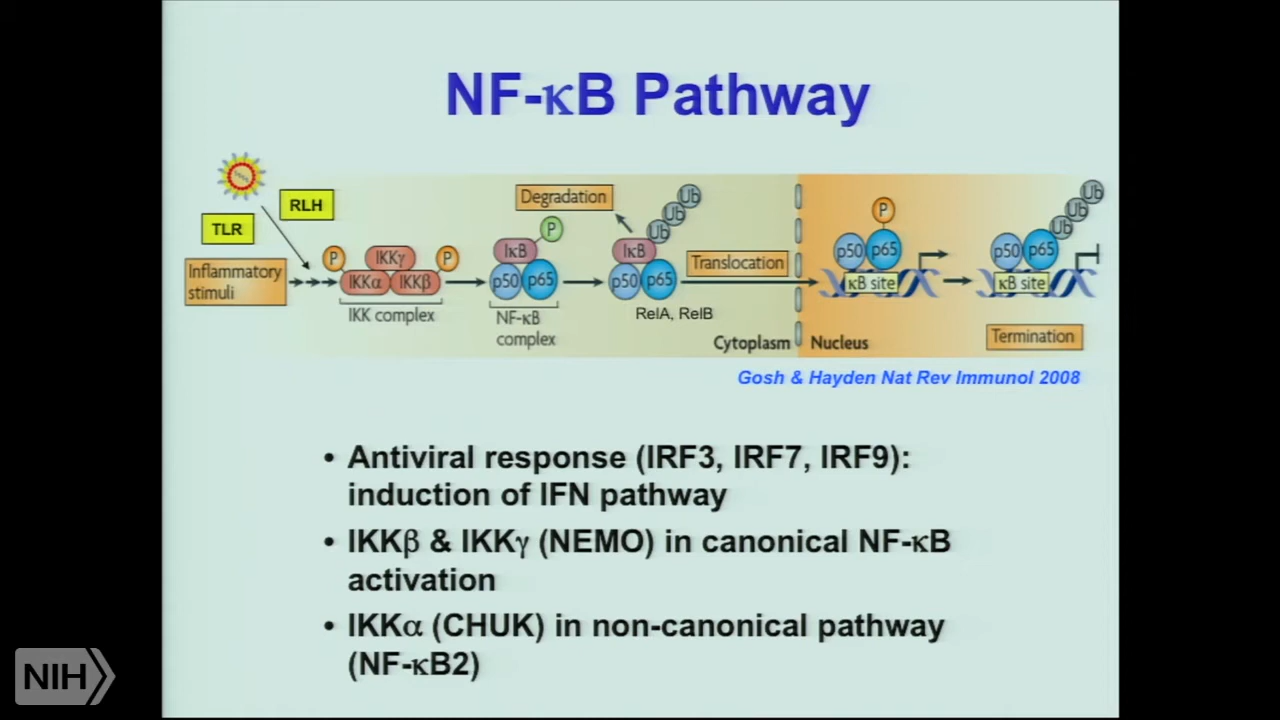 NF-κB Pathway
RLH
TLR
Inflammatory
stimuli
P
IKKγ
P
IKKα
IKKβ
IKK complex
Degradation
P
IκB
p50
p65
NF-κB
complex
Ub
Ub
Ub
IκB
p50
p65
RelA, RelB
Translocation
Cytoplasm
Nucleus
P
p50
p65
κB site
Ub
Ub
Ub
p50
p65
κB site
Termination
Gosh & Hayden Nat Rev Immunol 2008
• Antiviral response (IRF3, IRF7, IRF9):
induction of IFN pathway
• IKKβ & IKKγ (NEMO) in canonical NF-κB
activation
• IKKα (CHUK) in non-canonical pathway
(NF-κB2)
NIH